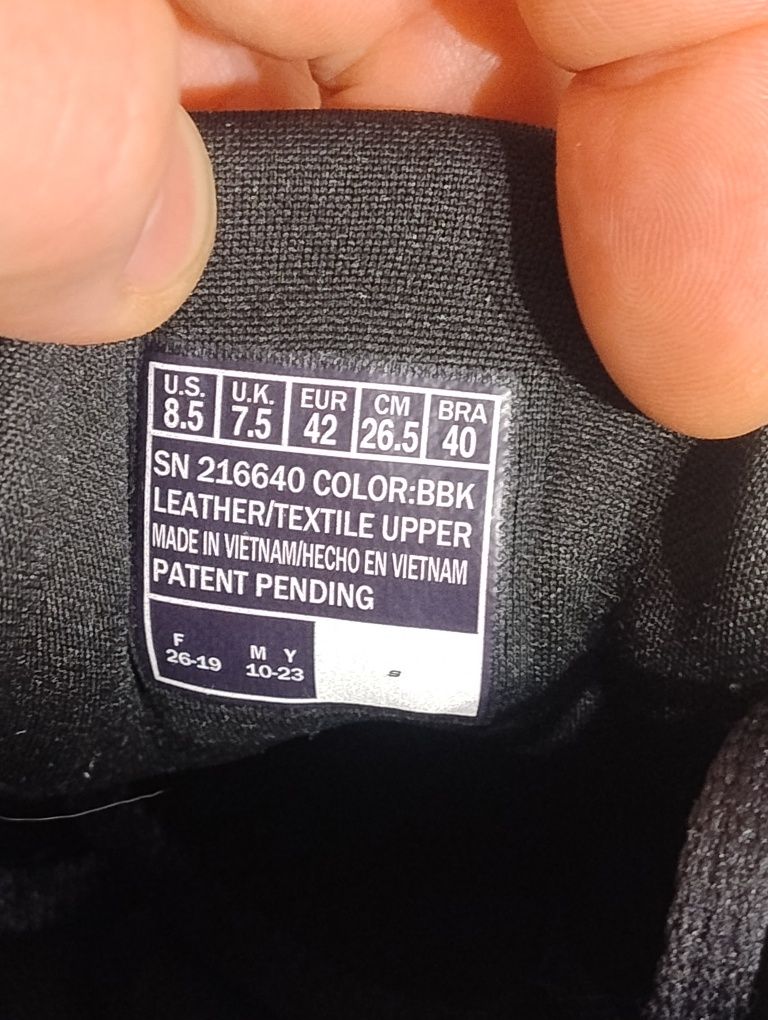 U.S. U.K. EUR CM BRA
8.5 7.5 42 26.5 40
SN 216640 COLOR:BBK
LEATHER/TEXTILE UPPER
MADE IN VIETNAM/HECHO EN VIETNAM
PATENT PENDING
F M Y
26-19 10-23